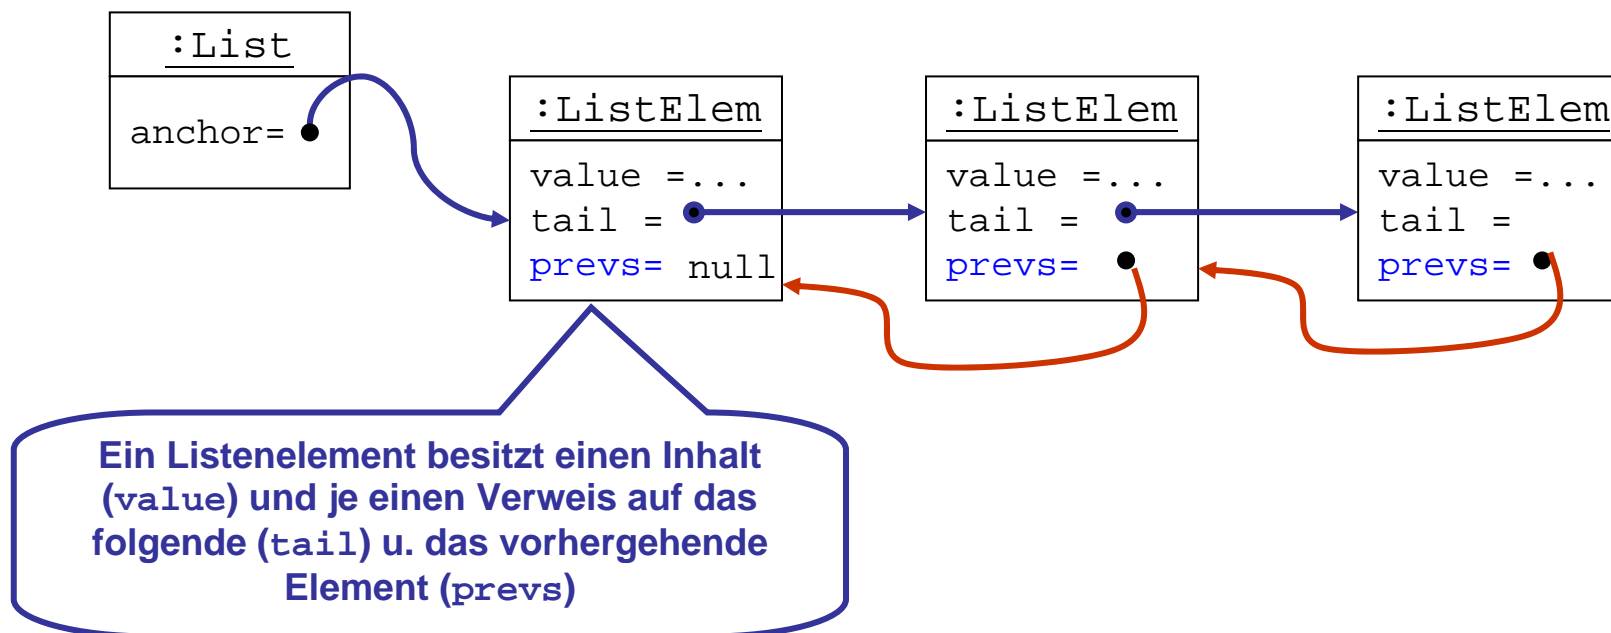 :List
anchor=
:ListElem
value =...
tail =
prevs= null
:ListElem
value =...
tail =
prevs=
:ListElem
value =...
tail =
prevs=
Ein Listenelement besitzt einen Inhalt
(value) und je einen Verweis auf das
folgende (tail) u. das vorhergehende
Element (prevs)